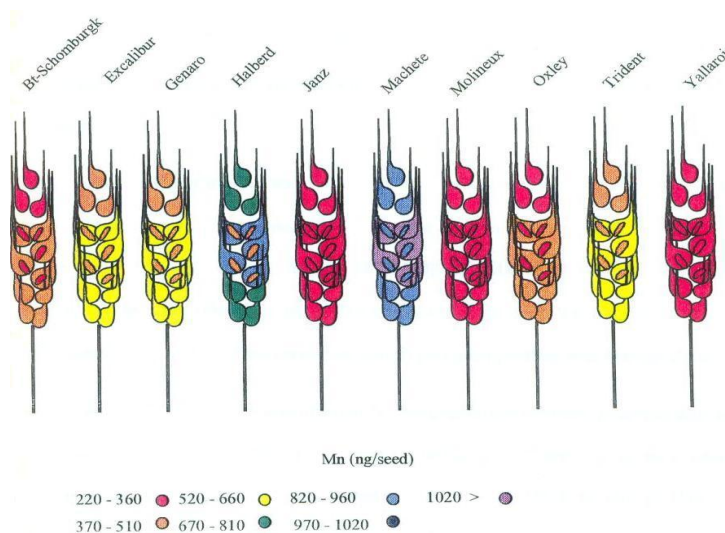 Bt-Schomburgk
Excalibur
Genaro
Halberd
Janz
Machete
Molineux
Oxley
Trident
Yallaroi
Mn (ng/seed)
220 - 360 520 - 660 820 - 960 1020 >
370 - 510 670 - 810 970 - 1020